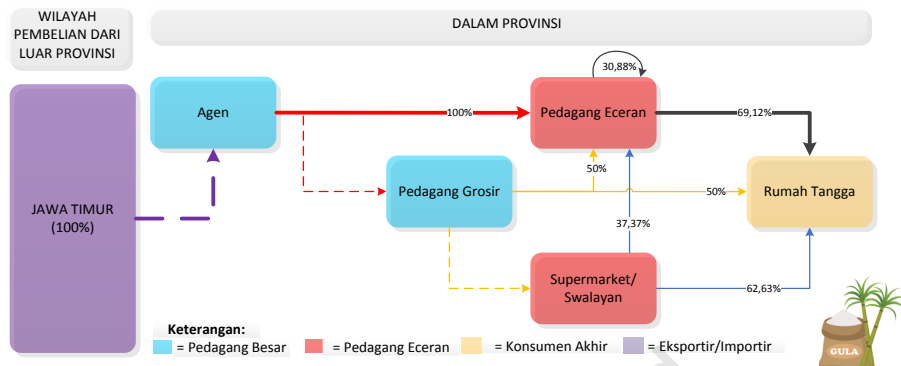 WILAYAH
PEMBELIAN DARI
LUAR PROVINSI
DALAM PROVINSI
30,88%
Agen
100%
Pedagang Eceran
69,12%
50%
Pedagang Grosir
50%
Rumah Tangga
JAWA TIMUR
(100%)
37,37%
Supermarket/
Swalayan
62,63%
Keterangan:
= Pedagang Besar
= Pedagang Eceran
= Konsumen Akhir
= Eksportir/Importir
GULA